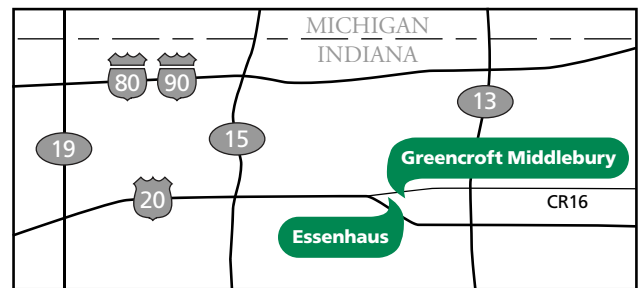 MICHIGAN
INDIANA
80 90
13
19
15
Greencroft Middlebury
20
CR16
Essenhaus